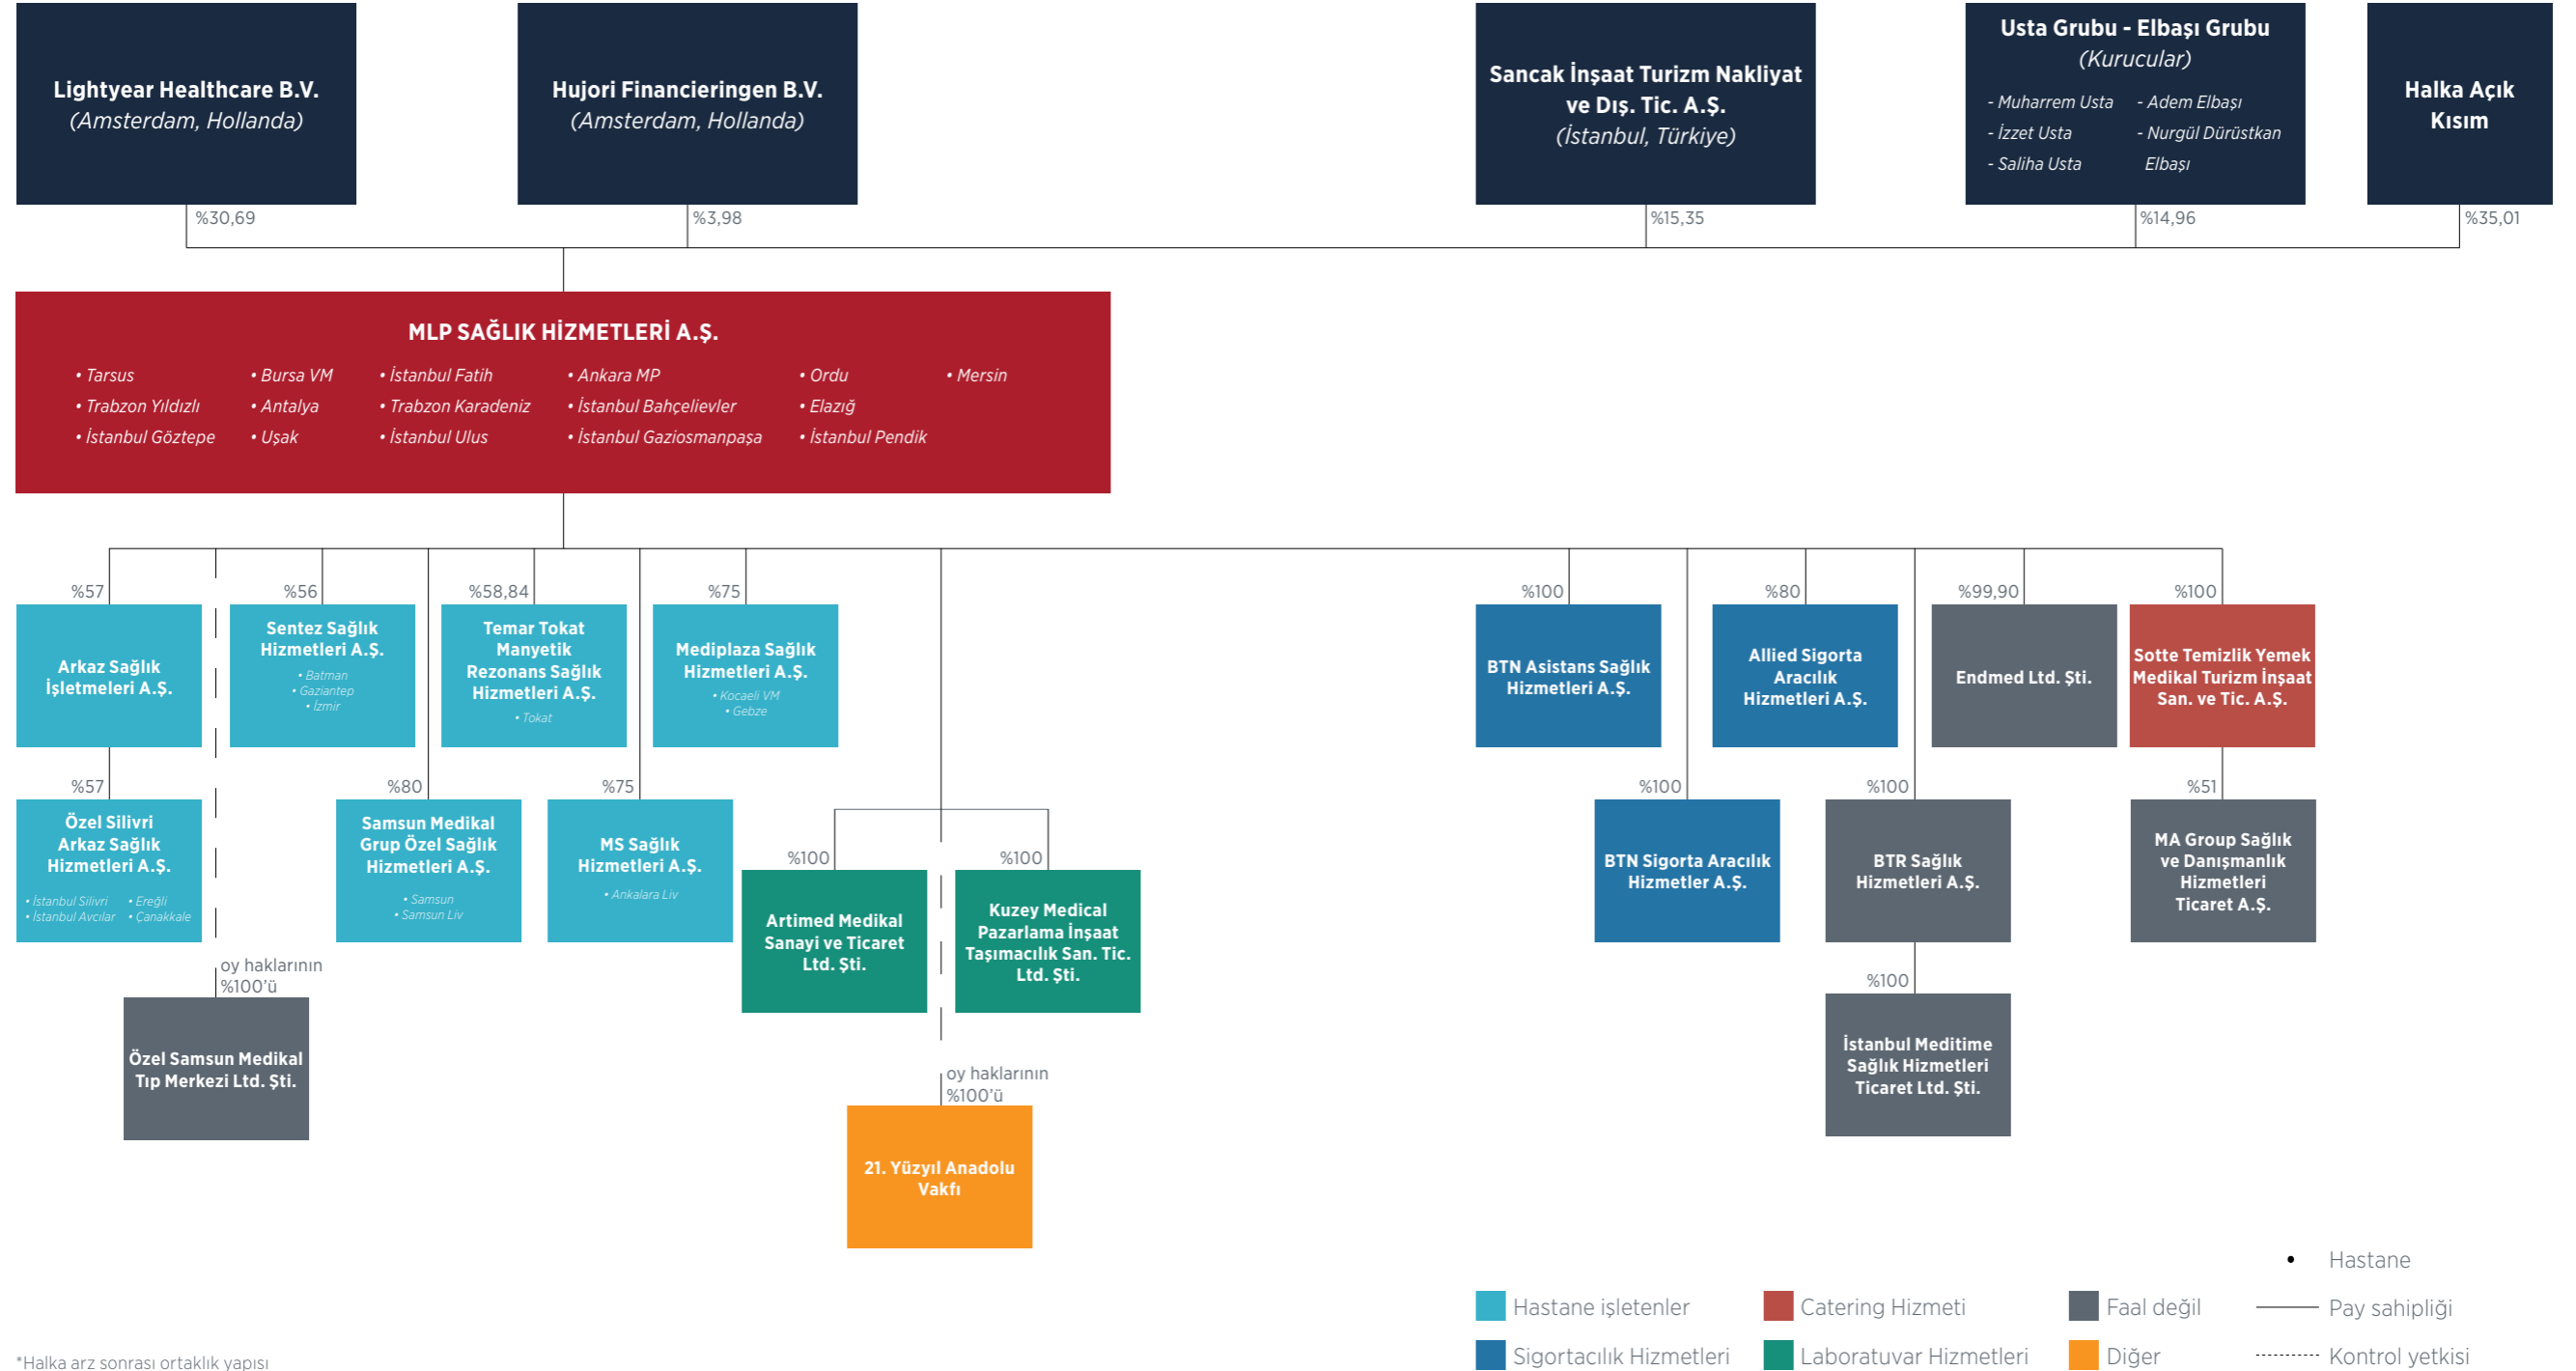 Lightyear Healthcare B.V.
(Amsterdam, Hollanda)
Hujori Financieringen B.V.
(Amsterdam, Hollanda)
Sancak İnşaat Turizm Nakliyat
ve Dış. Tic. A.Ş.
(İstanbul, Türkiye)
Usta Grubu - Elbaşı Grubu
(Kurucular)
- Muharrem Usta
- İzzet Usta
- Saliha Usta
- Adem Elbaşı
- Nurgül Dürüstkan
Elbaşı
Halka Açık
Kısım
%30,69
%3,98
%15,35
%14,96
%35,01
MLP SAĞLIK HİZMETLERİ A.Ş.
• Tarsus
• Trabzon Yıldızlı
• İstanbul Göztepe
• Bursa VM
• Antalya
• Uşak
• İstanbul Fatih
• Trabzon Karadeniz
• İstanbul Ulus
• Ankara MP
• İstanbul Bahçelievler
• İstanbul Gaziosmanpaşa
• Ordu
• Elazığ
• İstanbul Pendik
• Mersin
%57
Arkaz Sağlık
İşletmeleri A.Ş.
%56
Sentez Sağlık
Hizmetleri A.Ş.
• Batman
• Gaziantep
• İzmir
%58,84
Temar Tokat
Manyetik
Rezonans Sağlık
Hizmetleri A.Ş.
• Tokat
%75
Mediplaza Sağlık
Hizmetleri A.Ş.
• Kocaeli VM
• Gebze
%100
BTN Asistans Sağlık
Hizmetleri A.Ş.
%80
Allied Sigorta
Aracılık
Hizmetleri A.Ş.
%99,90
Endmed Ltd. Şti.
%100
Sotte Temizlik Yemek
Medikal Turizm İnşaat
San. ve Tic. A.Ş.
%57
Özel Silivri
Arkaz Sağlık
Hizmetleri A.Ş.
• İstanbul Silivri
• İstanbul Avcılar
• Ereğli
• Çanakkale
%80
Samsun Medikal
Grup Özel Sağlık
Hizmetleri A.Ş.
• Samsun
• Samsun Liv
%75
MS Sağlık
Hizmetleri A.Ş.
• Ankalara Liv
%100
Artimed Medikal
Sanayi ve Ticaret
Ltd. Şti.
%100
Kuzey Medical
Pazarlama İnşaat
Taşımacılık San. Tic.
Ltd. Şti.
%100
BTN Sigorta Aracılık
Hizmetler A.Ş.
%100
BTR Sağlık
Hizmetleri A.Ş.
%51
MA Group Sağlık
ve Danışmanlık
Hizmetleri
Ticaret A.Ş.
oy haklarının
%100'ü
Özel Samsun Medikal
Tıp Merkezi Ltd. Şti.
%100
İstanbul Meditime
Sağlık Hizmetleri
Ticaret Ltd. Şti.
oy haklarının
%100'ü
21. Yüzyıl Anadolu
Vakfı
• Hastane
Hastane işletenler
Catering Hizmeti
Faal değil
Pay sahipliği
Sigortacılık Hizmetleri
Laboratuvar Hizmetleri
Diğer
Kontrol yetkisi
*Halka arz sonrası ortaklık yapısı